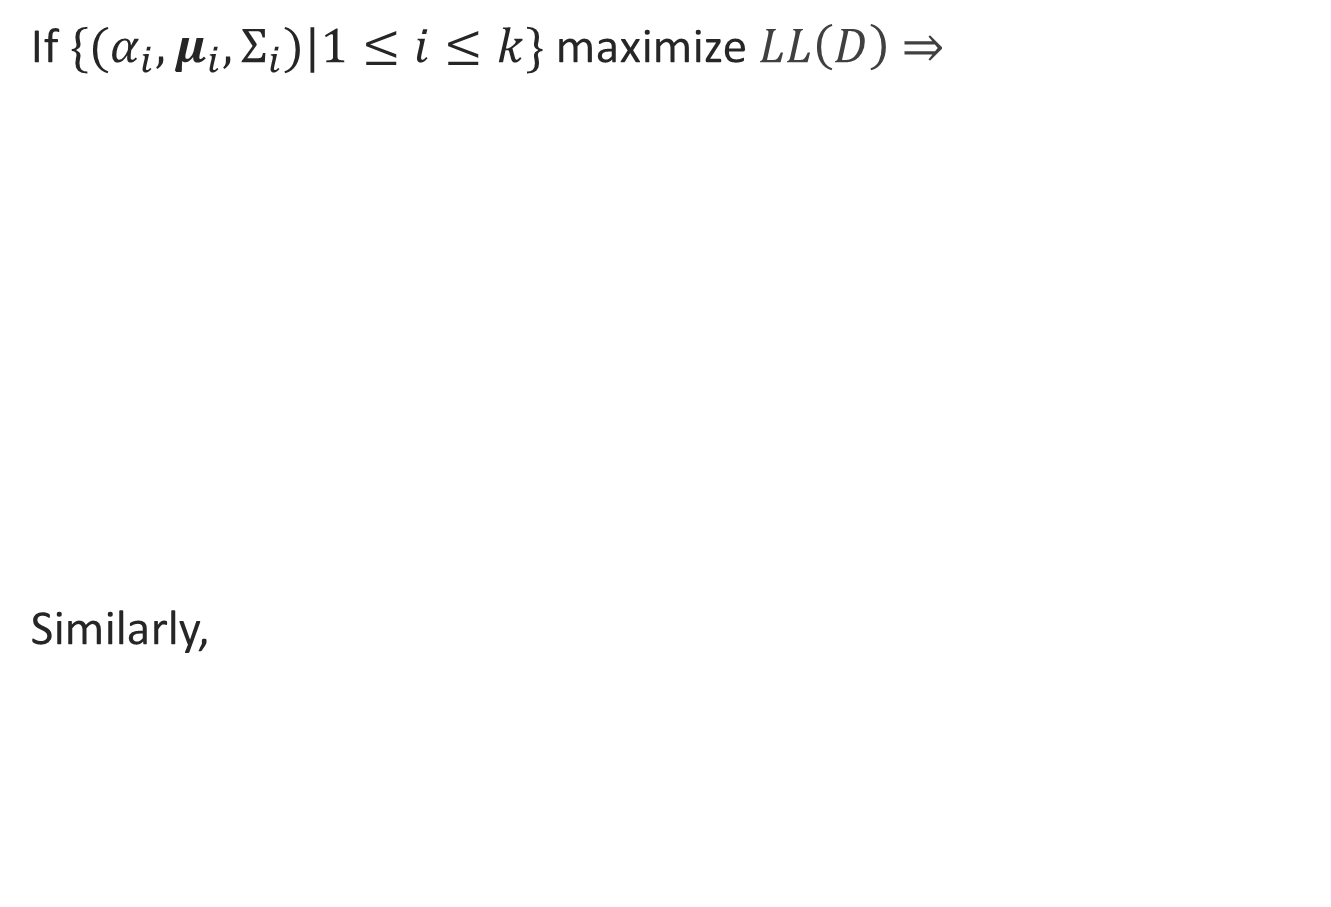 If {(αᵢ, 𝝁ᵢ, Σᵢ)|1 ≤ i ≤ k} maximize LL(D) ⇒
Similarly,